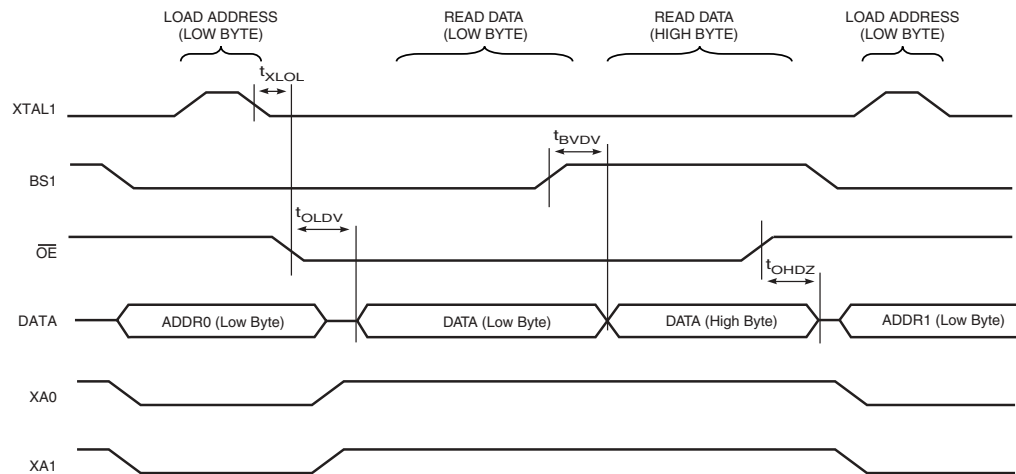 LOAD ADDRESS
(LOW BYTE)
READ DATA
(LOW BYTE)
READ DATA
(HIGH BYTE)
LOAD ADDRESS
(LOW BYTE)
tXLOL
XTAL1
tBVDV
BS1
tOLDV
OE
tOHDZ
DATA
ADDR0 (Low Byte)
DATA (Low Byte)
DATA (High Byte)
ADDR1 (Low Byte)
XA0
XA1